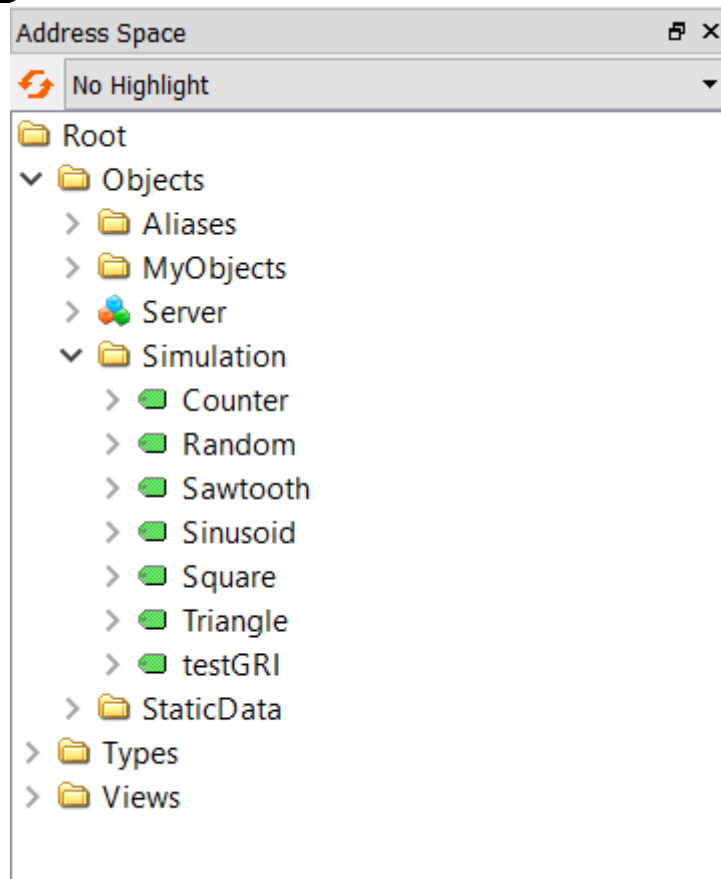 Address Space
No Highlight
Root
Objects
Aliases
MyObjects
Server
Simulation
Counter
Random
Sawtooth
Sinusoid
Square
Triangle
testGRI
StaticData
Types
Views